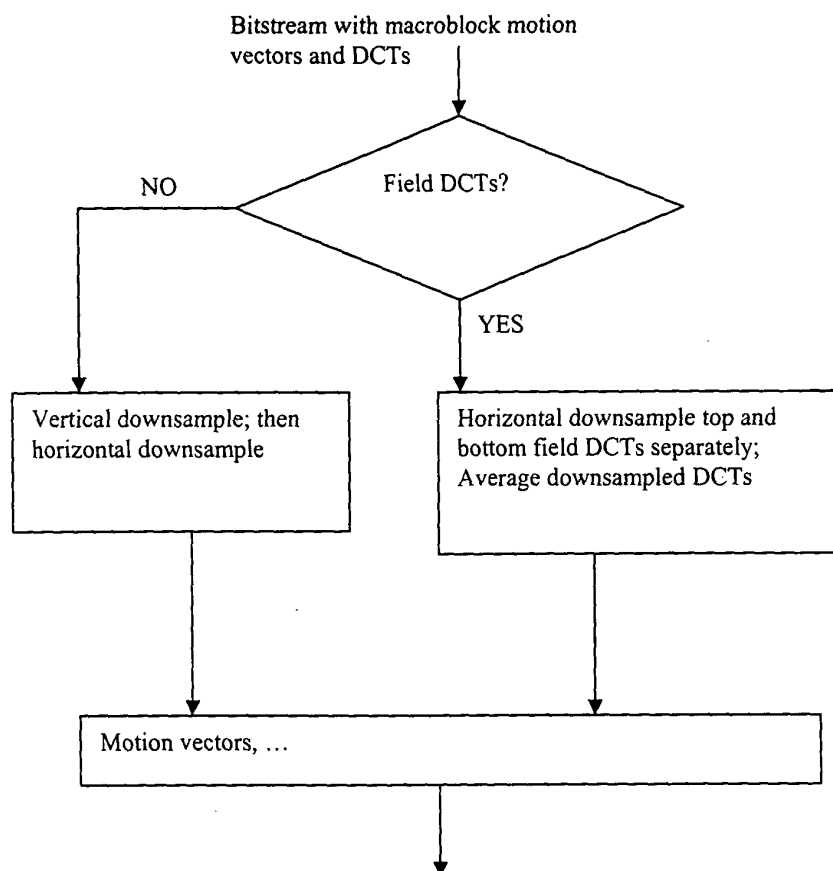 Bitstream with macroblock motion
vectors and DCTs
Field DCTs?
NO
YES
Vertical downsample; then
horizontal downsample
Horizontal downsample top and
bottom field DCTs separately;
Average downsampled DCTs
Motion vectors, …